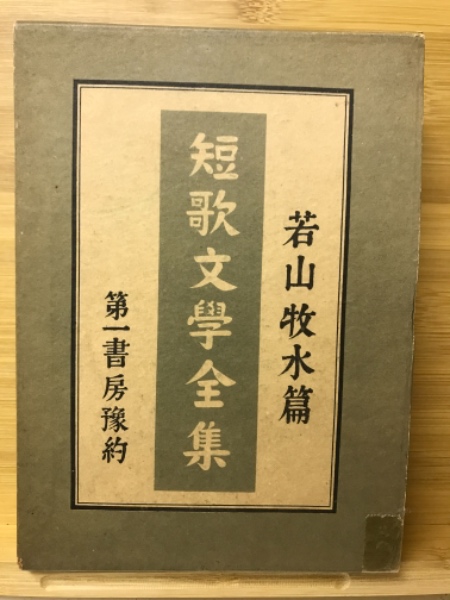 若山牧水篇
短歌文學全集
第一書房豫約